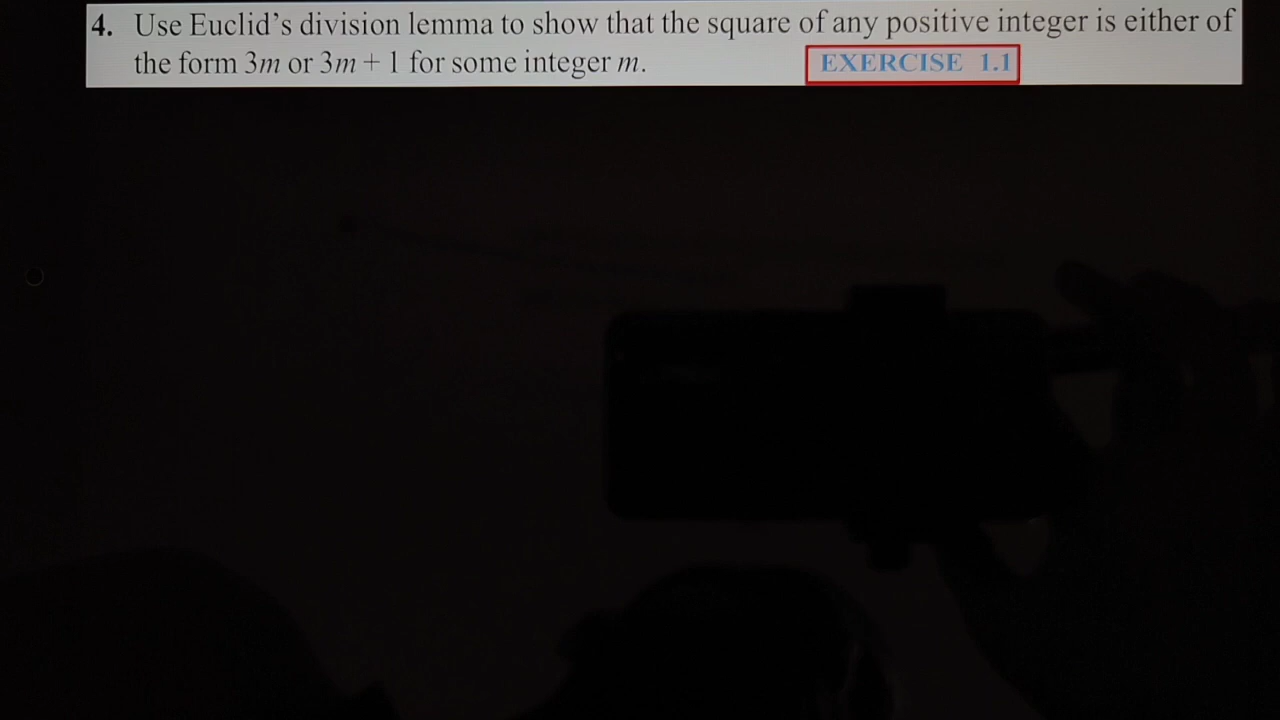 4. Use Euclid's division lemma to show that the square of any positive integer is either of
the form 3m or 3m + 1 for some integer m.
EXERCISE 1.1